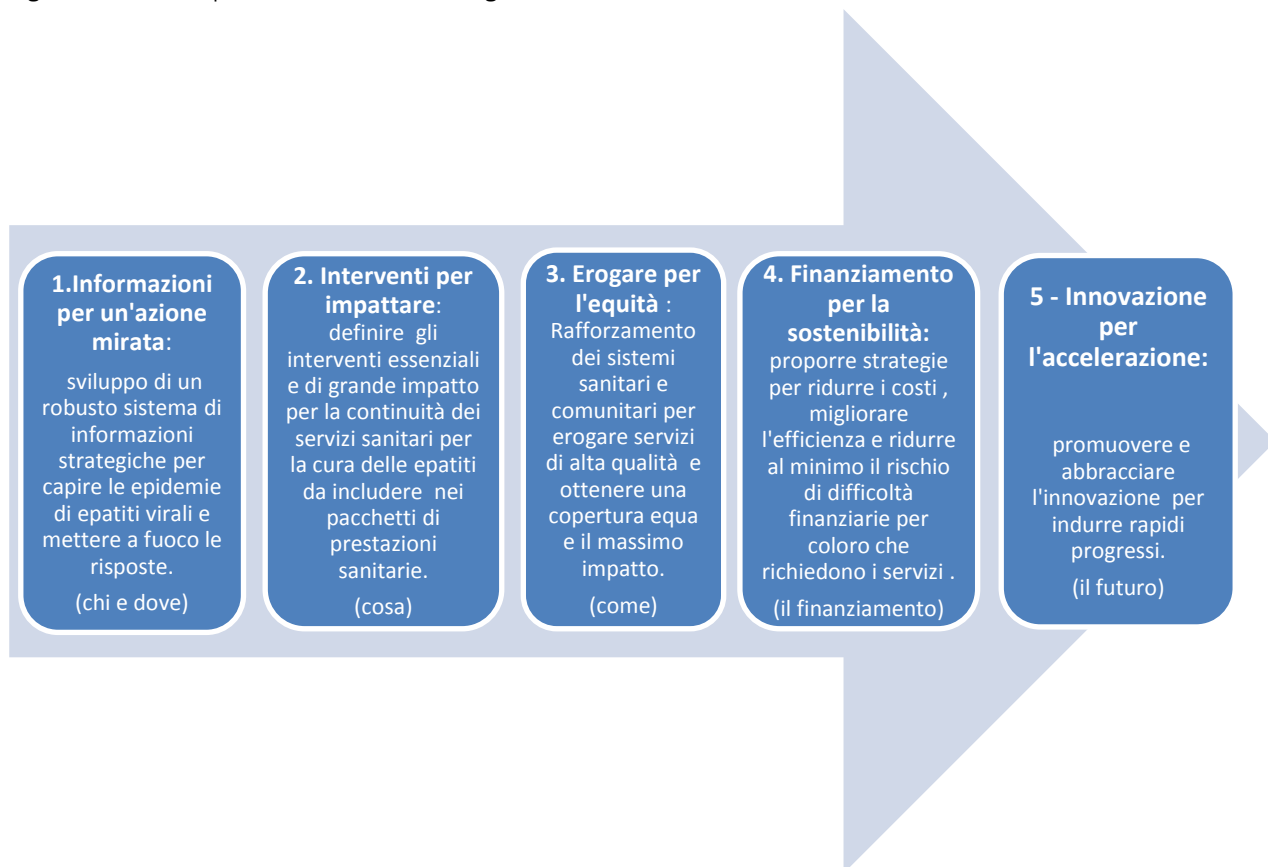 1.Informazioni
per un'azione
mirata:
sviluppo di un
robusto sistema di
informazioni
strategiche per
capire le epidemie
di epatiti virali e
mettere a fuoco le
risposte.
(chi e dove)
2. Interventi per
impattare:
definire gli
interventi essenziali
e di grande impatto
per la continuità dei
servizi sanitari per
la cura delle epatiti
da includere nei
pacchetti di
prestazioni
sanitarie.
(cosa)
3. Erogare per
l'equità :
Rafforzamento
dei sistemi
sanitari e
comunitari per
erogare servizi
di alta qualità e
ottenere una
copertura equa
e il massimo
impatto.
(come)
4. Finanziamento
per la
sostenibilità:
proporre strategie
per ridurre i costi ,
migliorare
l'efficienza e ridurre
al minimo il rischio
di difficoltà
finanziarie per
coloro che
richiedono i servizi .
(il finanziamento)
5 - Innovazione
per
l'accelerazione:
promuovere e
abbracciare
l'innovazione per
indurre rapidi
progressi.
(il futuro)